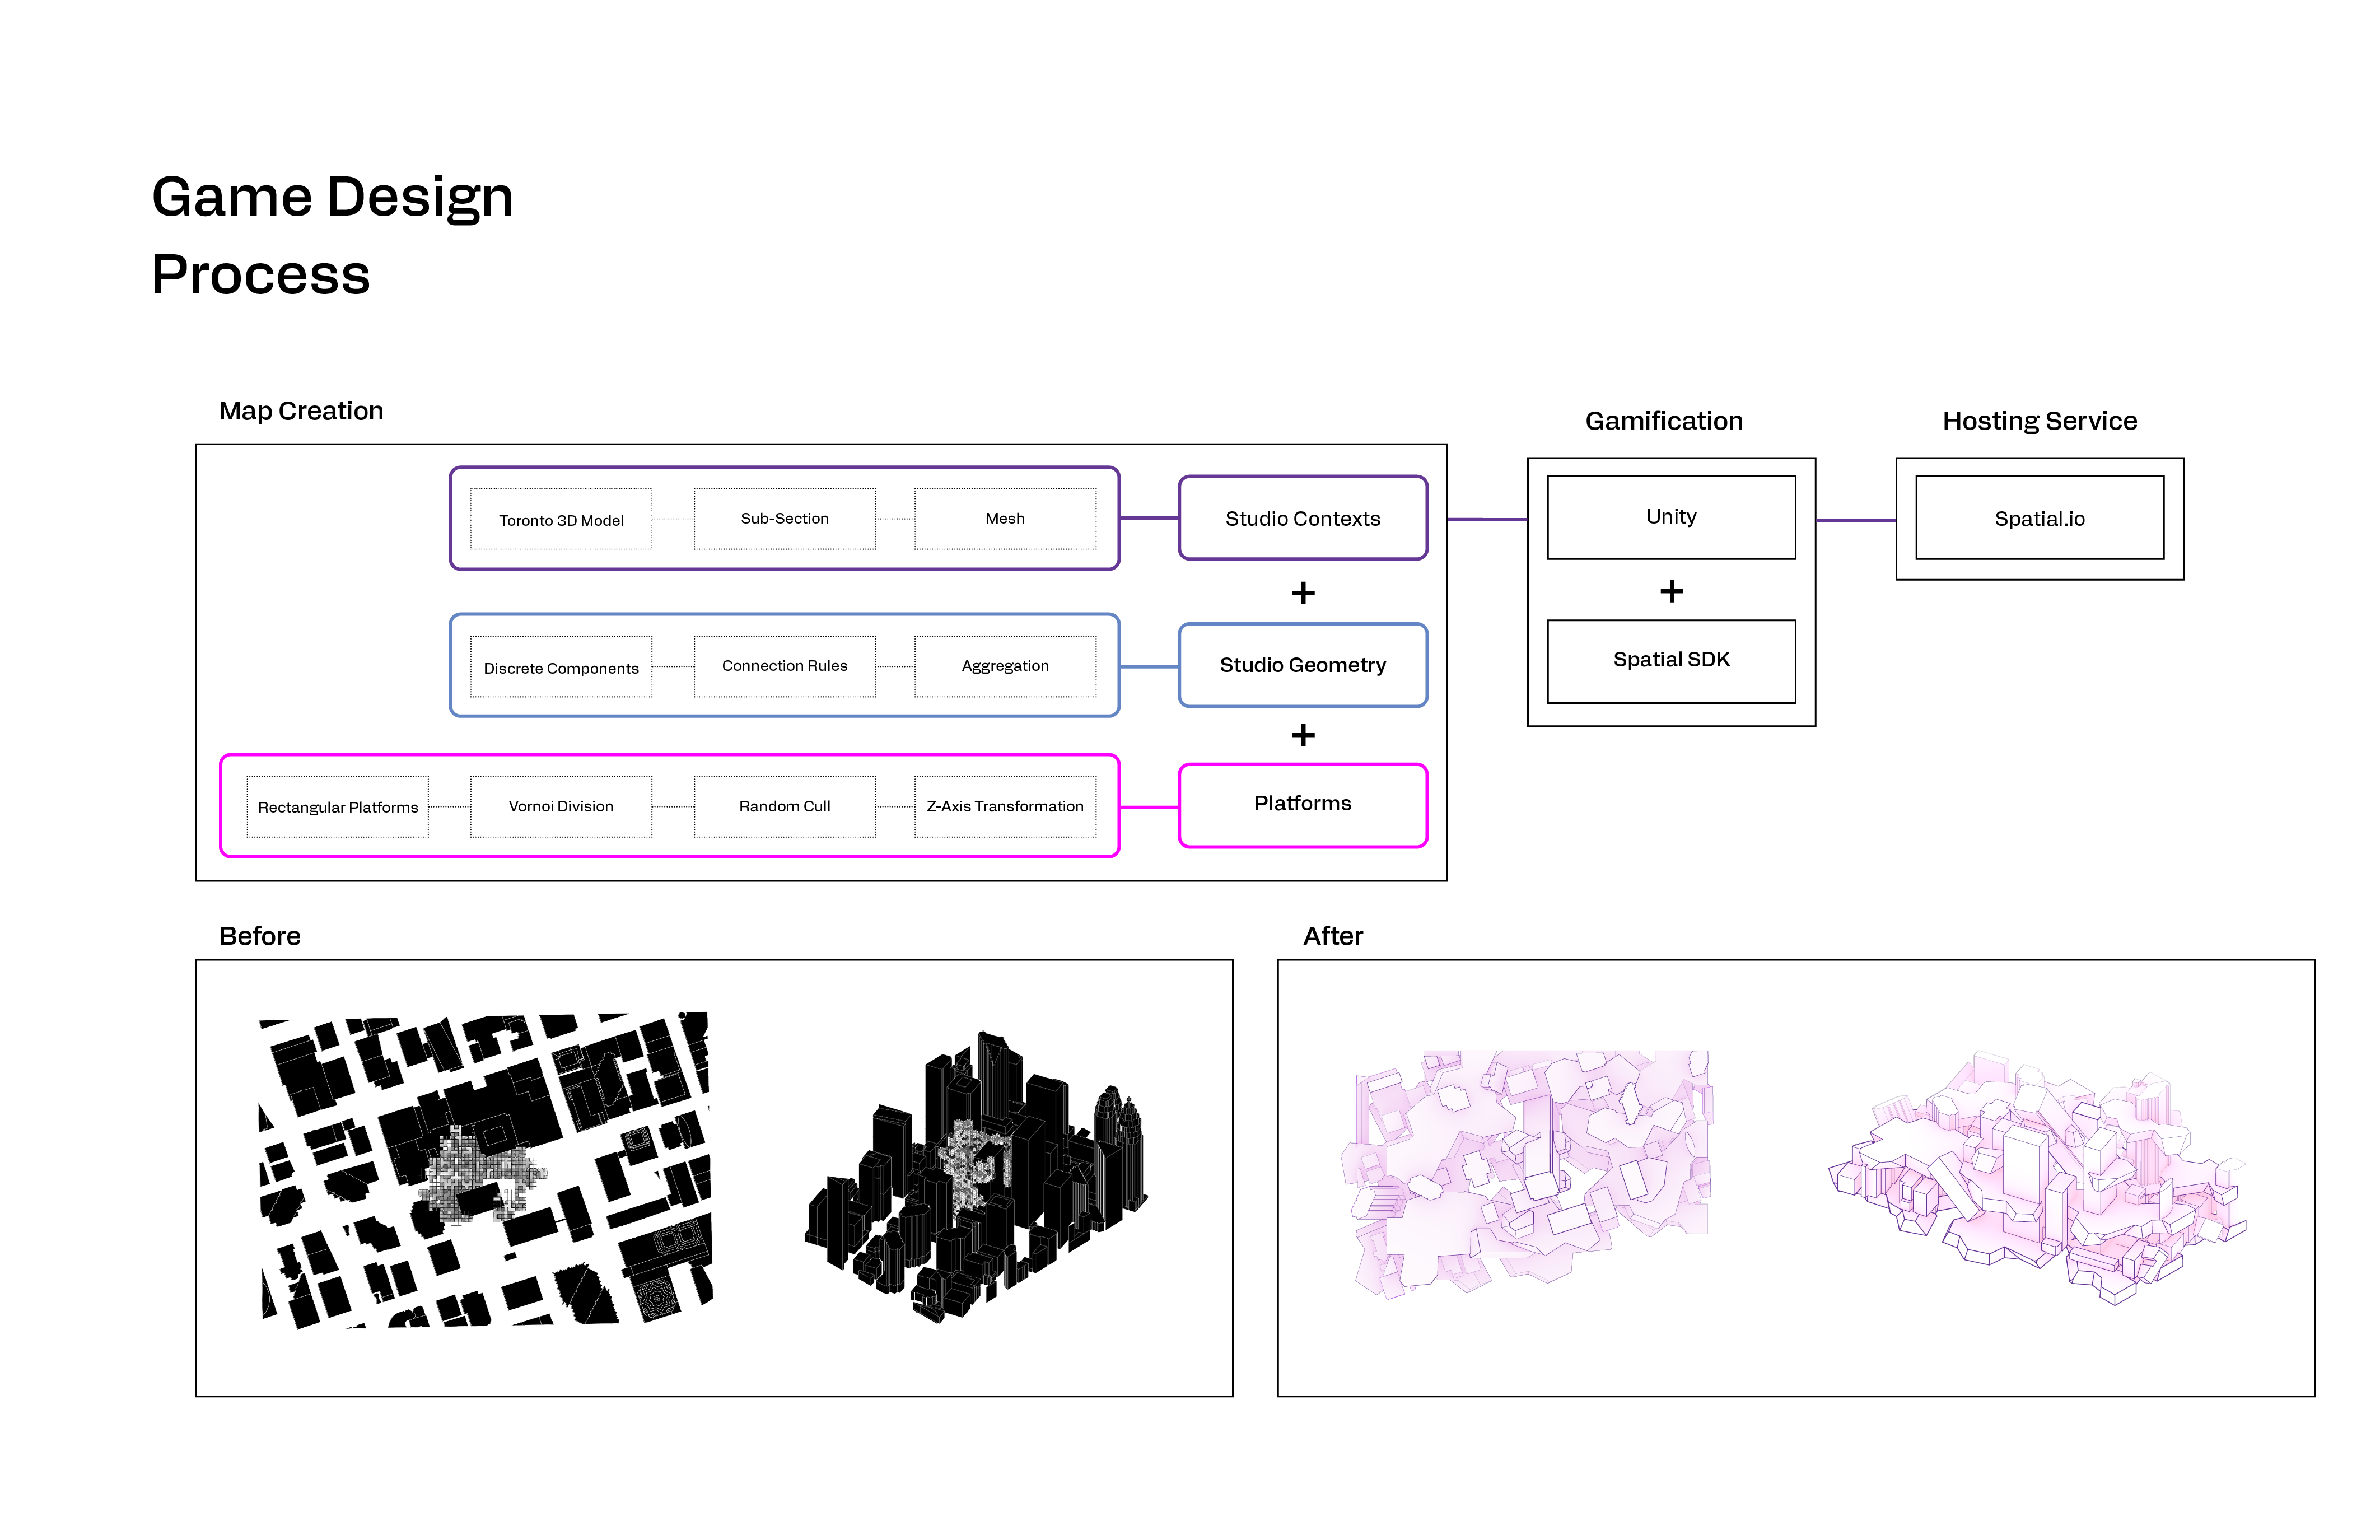 Game Design
Process
Map Creation
Gamification
Hosting Service
Toronto 3D Model
Sub-Section
Mesh
Studio Contexts
Unity
Spatial.io
+
+
Discrete Components
Connection Rules
Aggregation
Studio Geometry
Spatial SDK
+
Rectangular Platforms
Vornoi Division
Random Cull
Z-Axis Transformation
Platforms
Before
After